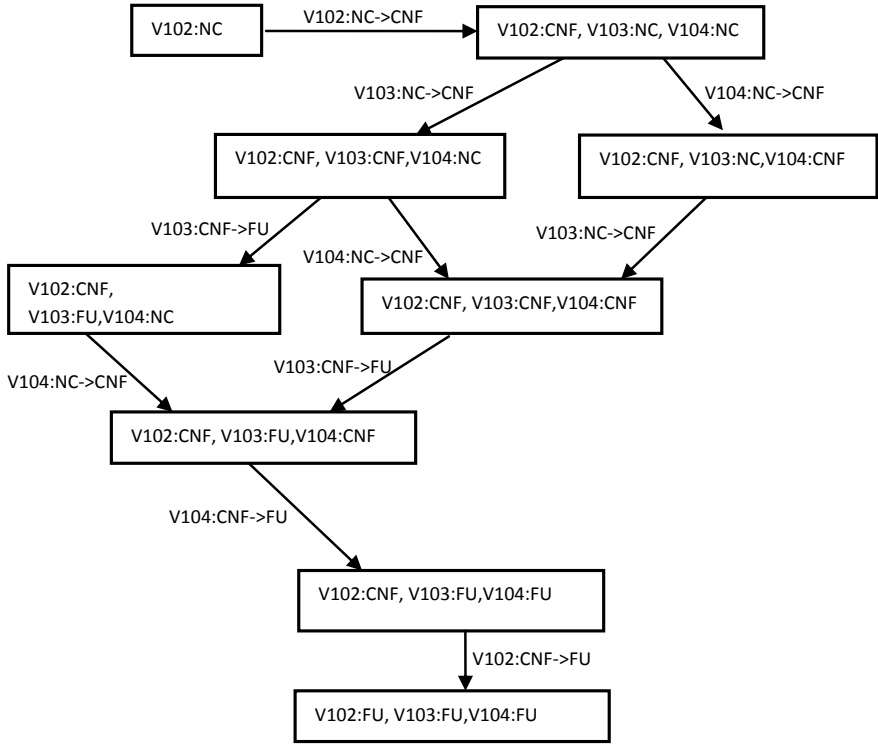 V102:NC
V102:NC->CNF
V102:CNF, V103:NC, V104:NC
V103:NC->CNF
V104:NC->CNF
V102:CNF, V103:CNF,V104:NC
V102:CNF, V103:NC,V104:CNF
V103:CNF->FU
V104:NC->CNF
V103:NC->CNF
V102:CNF,
V103:FU,V104:NC
V102:CNF, V103:CNF,V104:CNF
V103:CNF->FU
V104:NC->CNF
V102:CNF, V103:FU,V104:CNF
V104:CNF->FU
V102:CNF, V103:FU,V104:FU
V102:CNF->FU
V102:FU, V103:FU,V104:FU